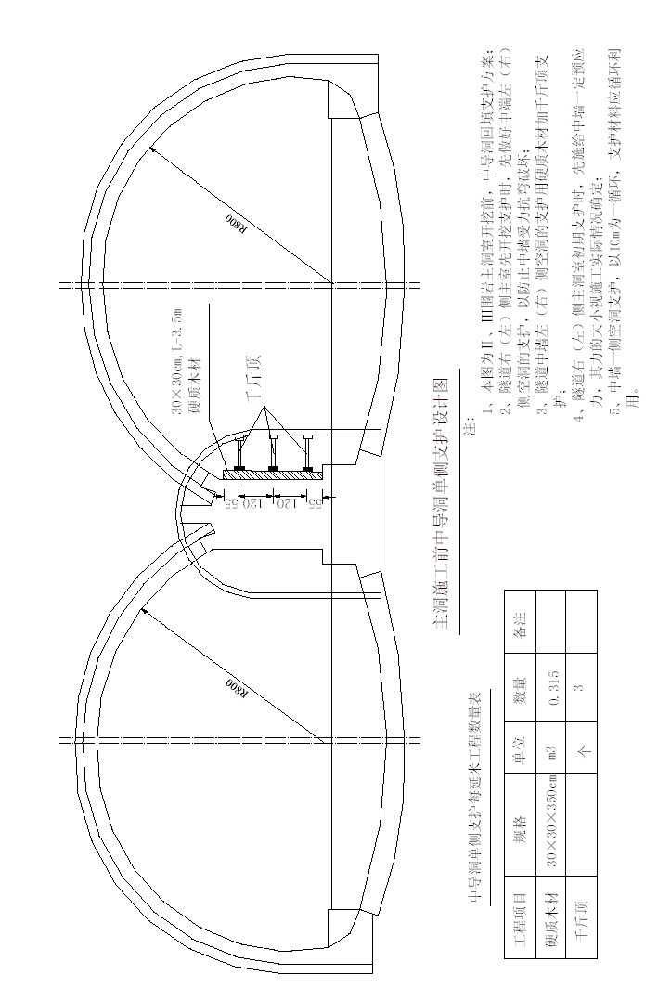 R800
R800
30×30cm,L-3.5m
硬质木材
千斤顶
55
120
120
55
主洞施工前中导洞单侧支护设计图
注:
1、本图为Ⅱ、Ⅲ围岩主洞室开挖前，中导洞回填支护方案;
2、隧道右（左）侧主室先开挖支护时，先做好中端左（右）
侧空洞的支护，以防止中墙受力抗弯破坏;
3、隧道中墙左（右）侧空洞的支护用硬质木材加千斤顶支
护;
4、隧道右（左）侧主洞室初期支护时，先施给中墙一定预应
力，其力的大小视施工实际情况确定;
5、中墙一侧空洞支护，以10m为一循环，支护材料应循环利
用。
中导洞单侧支护每延米工程数量表
工程项目 规格 单位 数量 备注
硬质木材 30×30×350cm m3 0.315
千斤顶 个 3